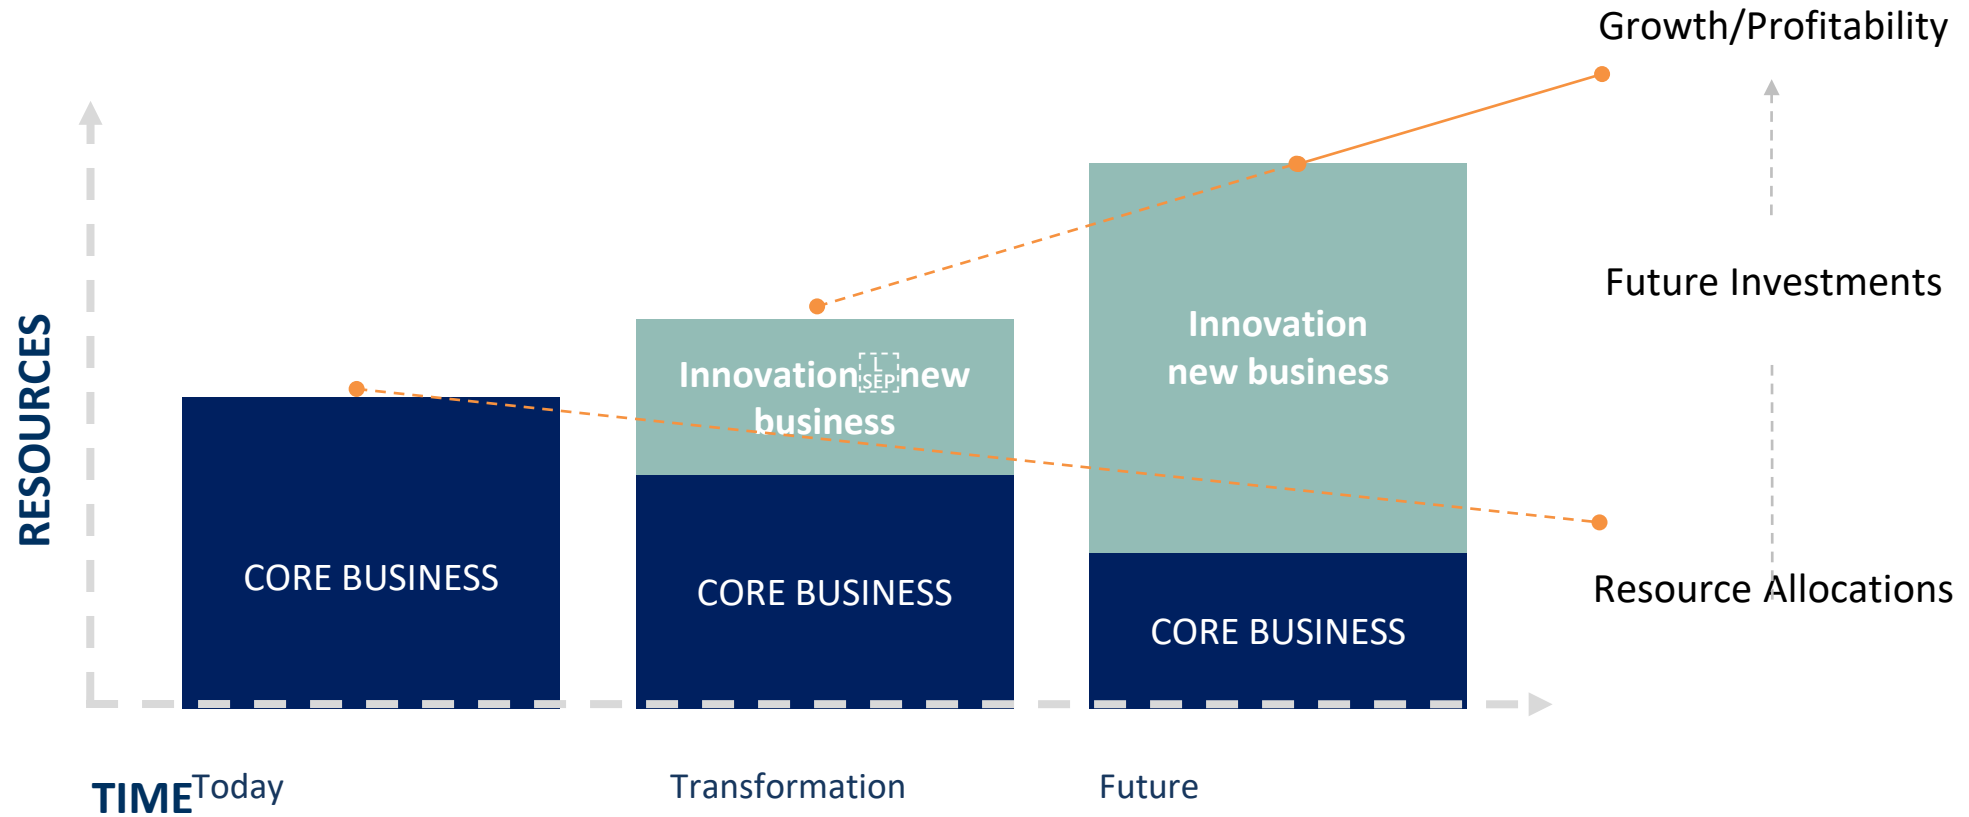 Growth/Profitability
Future Investments
Resource Allocations
RESOURCES
Innovation
new business
Innovation LSEP new
business
CORE BUSINESS
CORE BUSINESS
CORE BUSINESS
TIME
Today
Transformation
Future